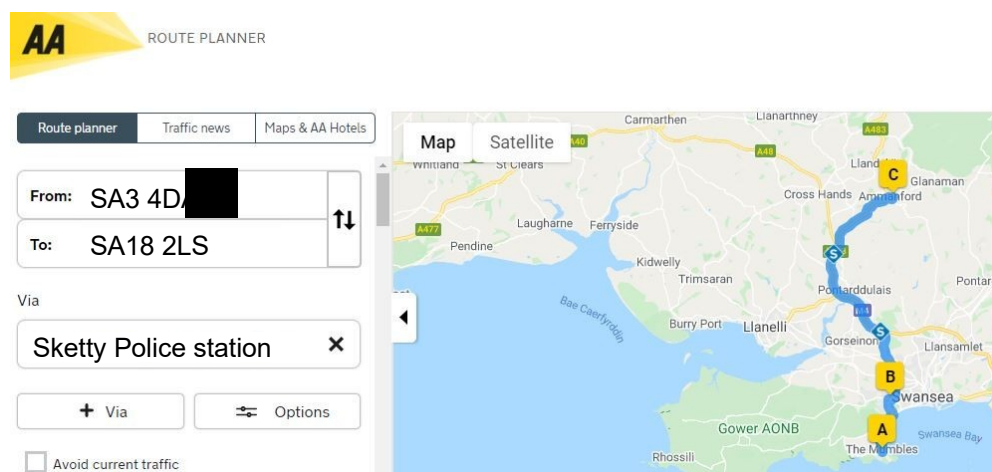 AA ROUTE PLANNER
Route planner Traffic news Maps & AA Hotels
From: SA3 4D
To: SA18 2LS
Via
Sketty Police station ×
+ Via Options
Avoid current traffic
Map Satellite
Carmarthen
Llanarthney
A40
A48
A483
Whitland St Clears
Cross Hands Ammanford
Glanaman
C
Laugharne Ferryside
A477
Pendine
Kidwelly
S
Trimsaran
Pontarddulais
Bae Caerfyrddin
Burry Port Llanelli
Gorseinon
S
Llansamlet
B
Swansea
Gower AONB
A
Swansea Bay
The Mumbles
Rhossili